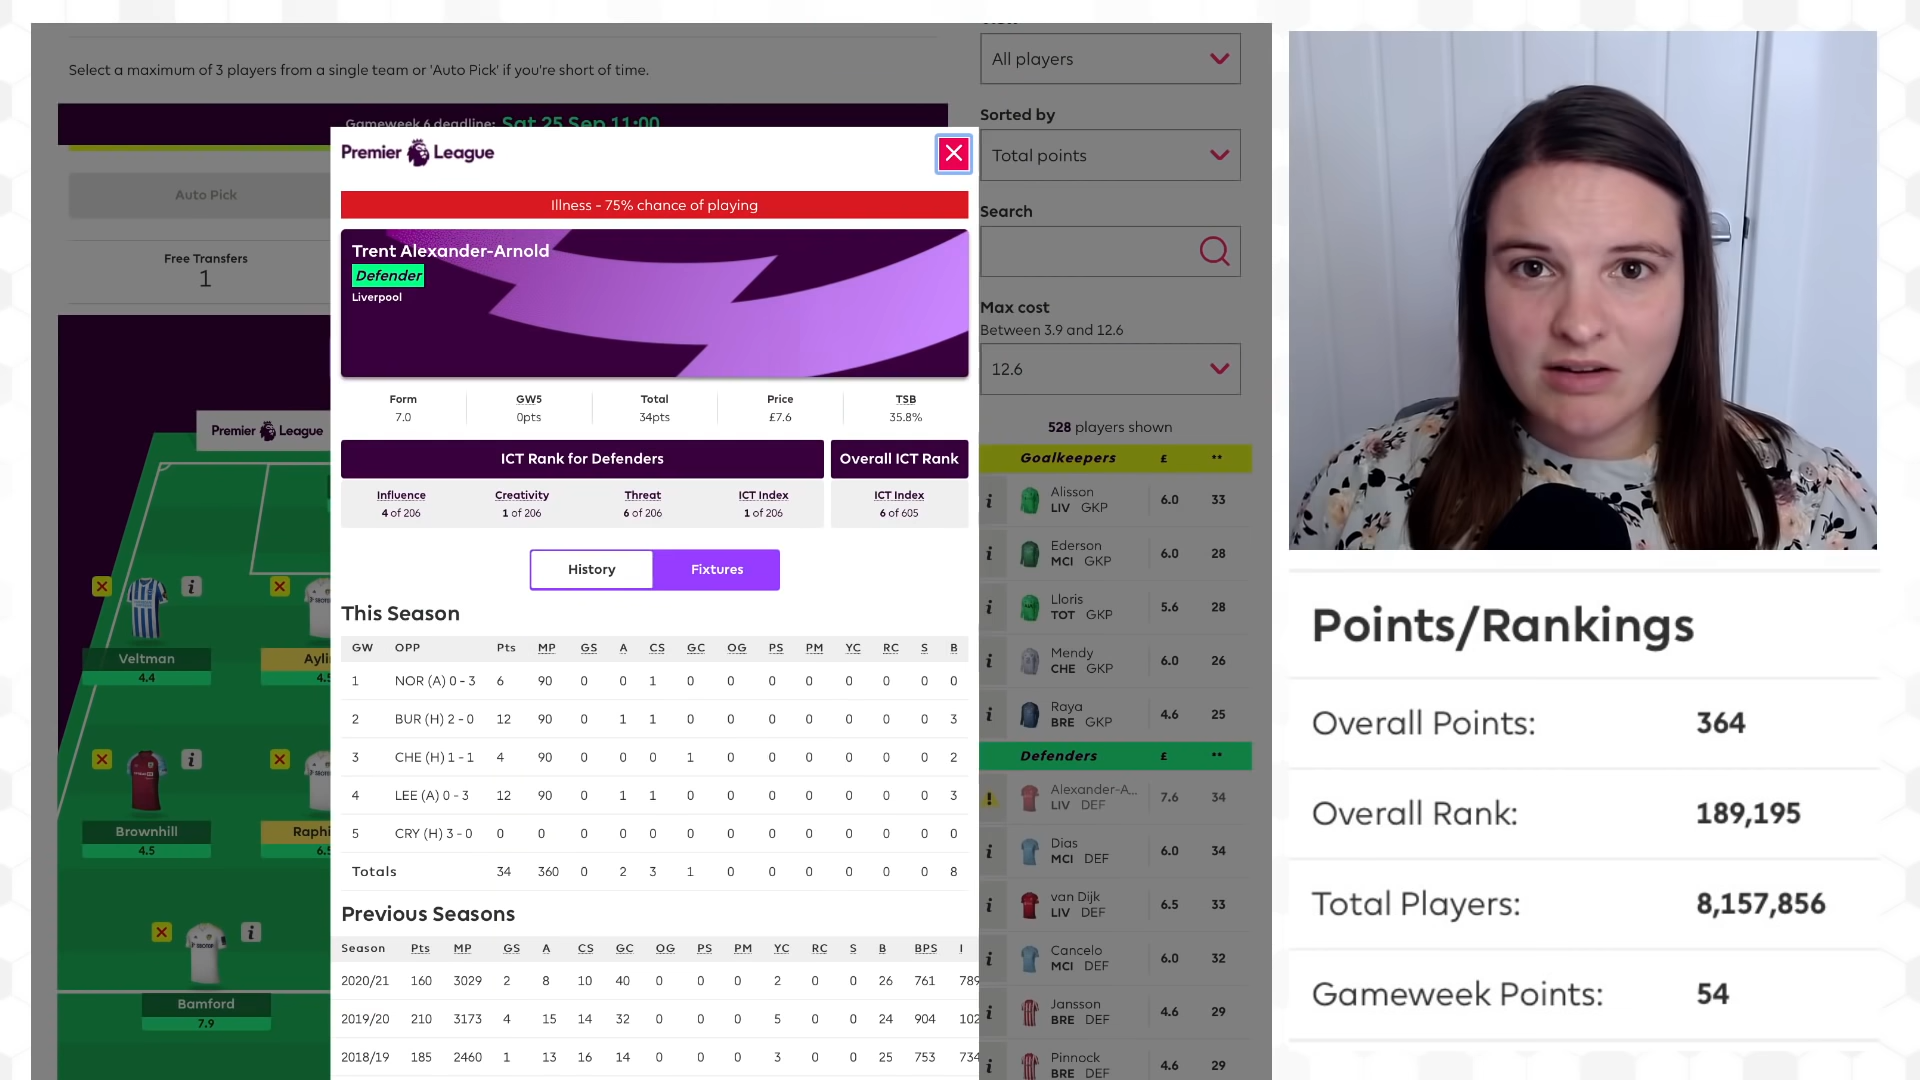 Select a maximum of 3 players from a single team or 'Auto Pick' if you're short of time.
Gameweek 6 deadline: Sat 25 Sep 11:00
Auto Pick
Free Transfers
1
Premier League
Veltman
4.4
Brownhill
4.5
Raphi
6.5
Bamford
7.9
Premier League
Illness - 75% chance of playing
Trent Alexander-Arnold
Defender
Liverpool
Form GW5 Total Price TSB
7.0 0pts 34pts £7.6 35.8%
ICT Rank for Defenders Overall ICT Rank
Influence Creativity Threat ICT Index ICT Index
4 of 206 1 of 206 6 of 206 1 of 206 6 of 605
History Fixtures
This Season
GW OPP Pts MP GS A CS GC OG PS PM YC RC S B
1 NOR (A) 0 - 3 6 90 0 0 1 0 0 0 0 0 0 0 0
2 BUR (H) 2 - 0 12 90 0 1 1 0 0 0 0 0 0 0 3
3 CHE (H) 1 - 1 4 90 0 0 0 1 0 0 0 0 0 0 2
4 LEE (A) 0 - 3 12 90 0 1 1 0 0 0 0 0 0 0 3
5 CRY (H) 3 - 0 0 0 0 0 0 0 0 0 0 0 0 0 0
Totals 34 360 0 2 3 1 0 0 0 0 0 0 8
Previous Seasons
Season Pts MP GS A CS GC OG PS PM YC RC S B BPS I
2020/21 160 3029 2 8 10 40 0 0 0 2 0 0 26 761 789
2019/20 210 3173 4 15 14 32 0 0 0 5 0 0 24 904 102
2018/19 185 2460 1 13 16 14 0 0 0 3 0 0 25 753 734
All players
Sorted by
Total points
Search
Max cost
Between 3.9 and 12.6
12.6
528 players shown
Goalkeepers £ **
Alisson
LIV GKP 6.0 33
Ederson
MCI GKP 6.0 28
Lloris
TOT GKP 5.6 28
Mendy
CHE GKP 6.0 26
Raya
BRE GKP 4.6 25
Defenders £ **
Alexander-A...
LIV DEF 7.6 34
Dias
MCI DEF 6.0 34
van Dijk
LIV DEF 6.5 33
Cancelo
MCI DEF 6.0 32
Jansson
BRE DEF 4.6 29
Pinnock
BRE DEF 4.6 29
Points/Rankings
Overall Points: 364
Overall Rank: 189,195
Total Players: 8,157,856
Gameweek Points: 54